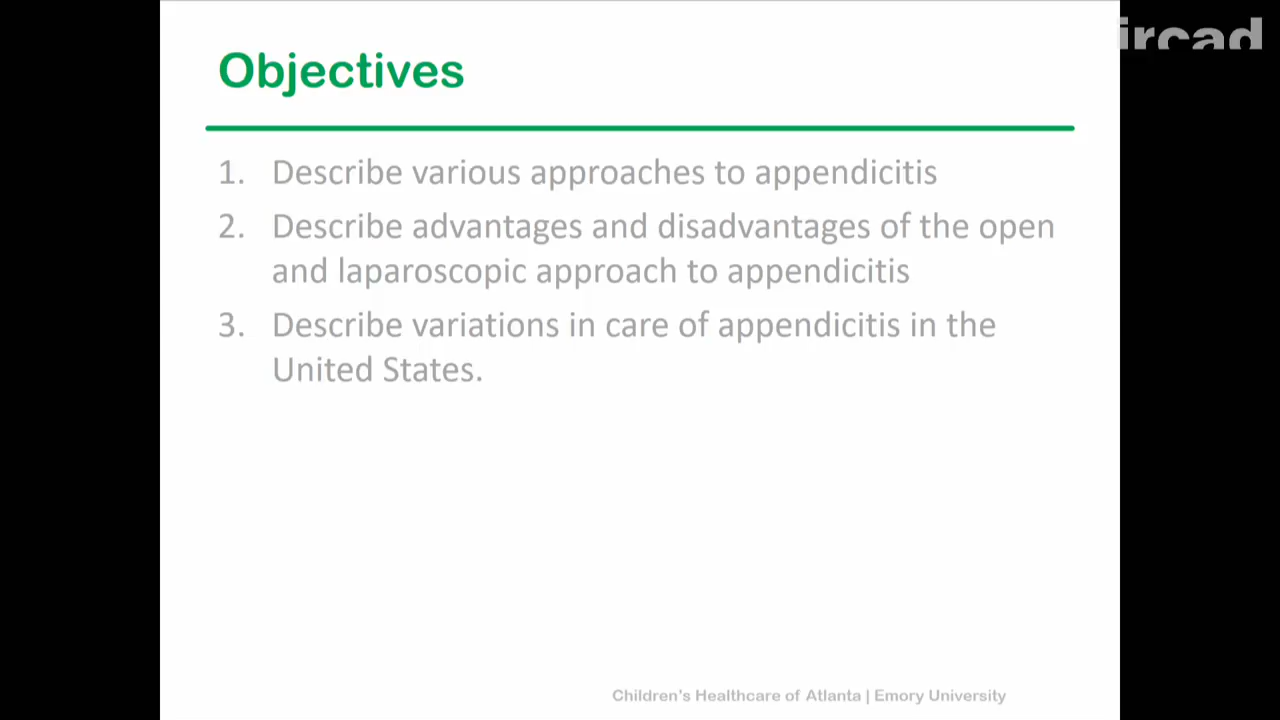 ircad
Objectives
1. Describe various approaches to appendicitis
2. Describe advantages and disadvantages of the open
and laparoscopic approach to appendicitis
3. Describe variations in care of appendicitis in the
United States.
Children's Healthcare of Atlanta | Emory University